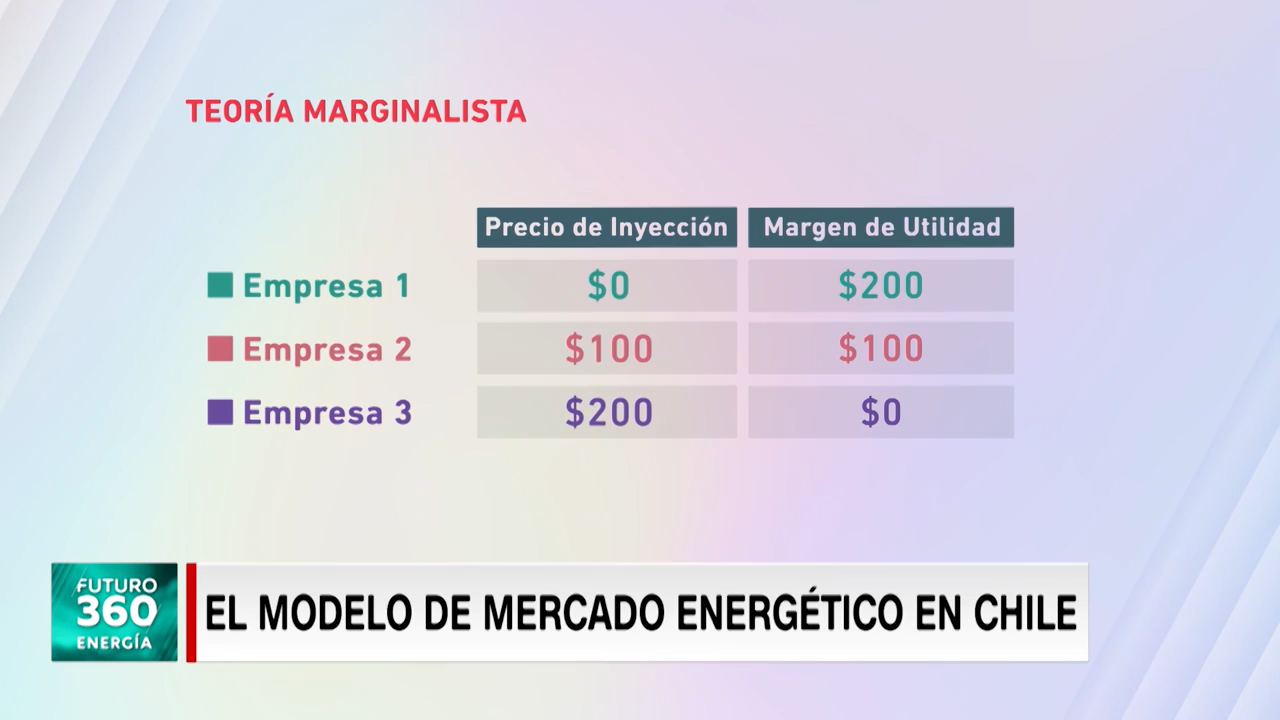 TEORÍA MARGINALISTA
Precio de Inyección Margen de Utilidad
Empresa 1 $0 $200
Empresa 2 $100 $100
Empresa 3 $200 $0
FUTURO
360
ENERGÍA
EL MODELO DE MERCADO ENERGÉTICO EN CHILE